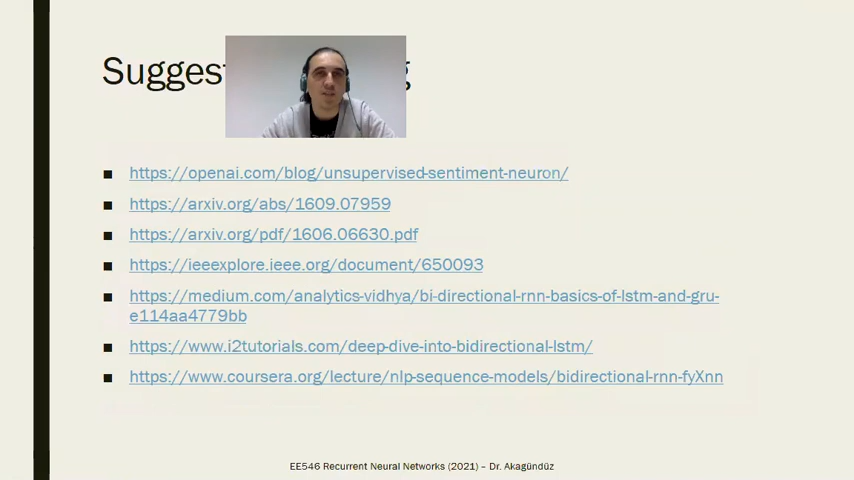 Sugges g
https://openai.com/blog/unsupervised-sentiment-neuron/
https://arxiv.org/abs/1609.07959
https://arxiv.org/pdf/1606.06630.pdf
https://ieeexplore.ieee.org/document/650093
https://medium.com/analytics-vidhya/bi-directional-rnn-basics-of-lstm-and-gru-
e114aa4779bb
https://www.i2tutorials.com/deep-dive-into-bidirectional-lstm/
https://www.coursera.org/lecture/nlp-sequence-models/bidirectional-rnn-fyXnn
EE546 Recurrent Neural Networks (2021) – Dr. Akagündüz